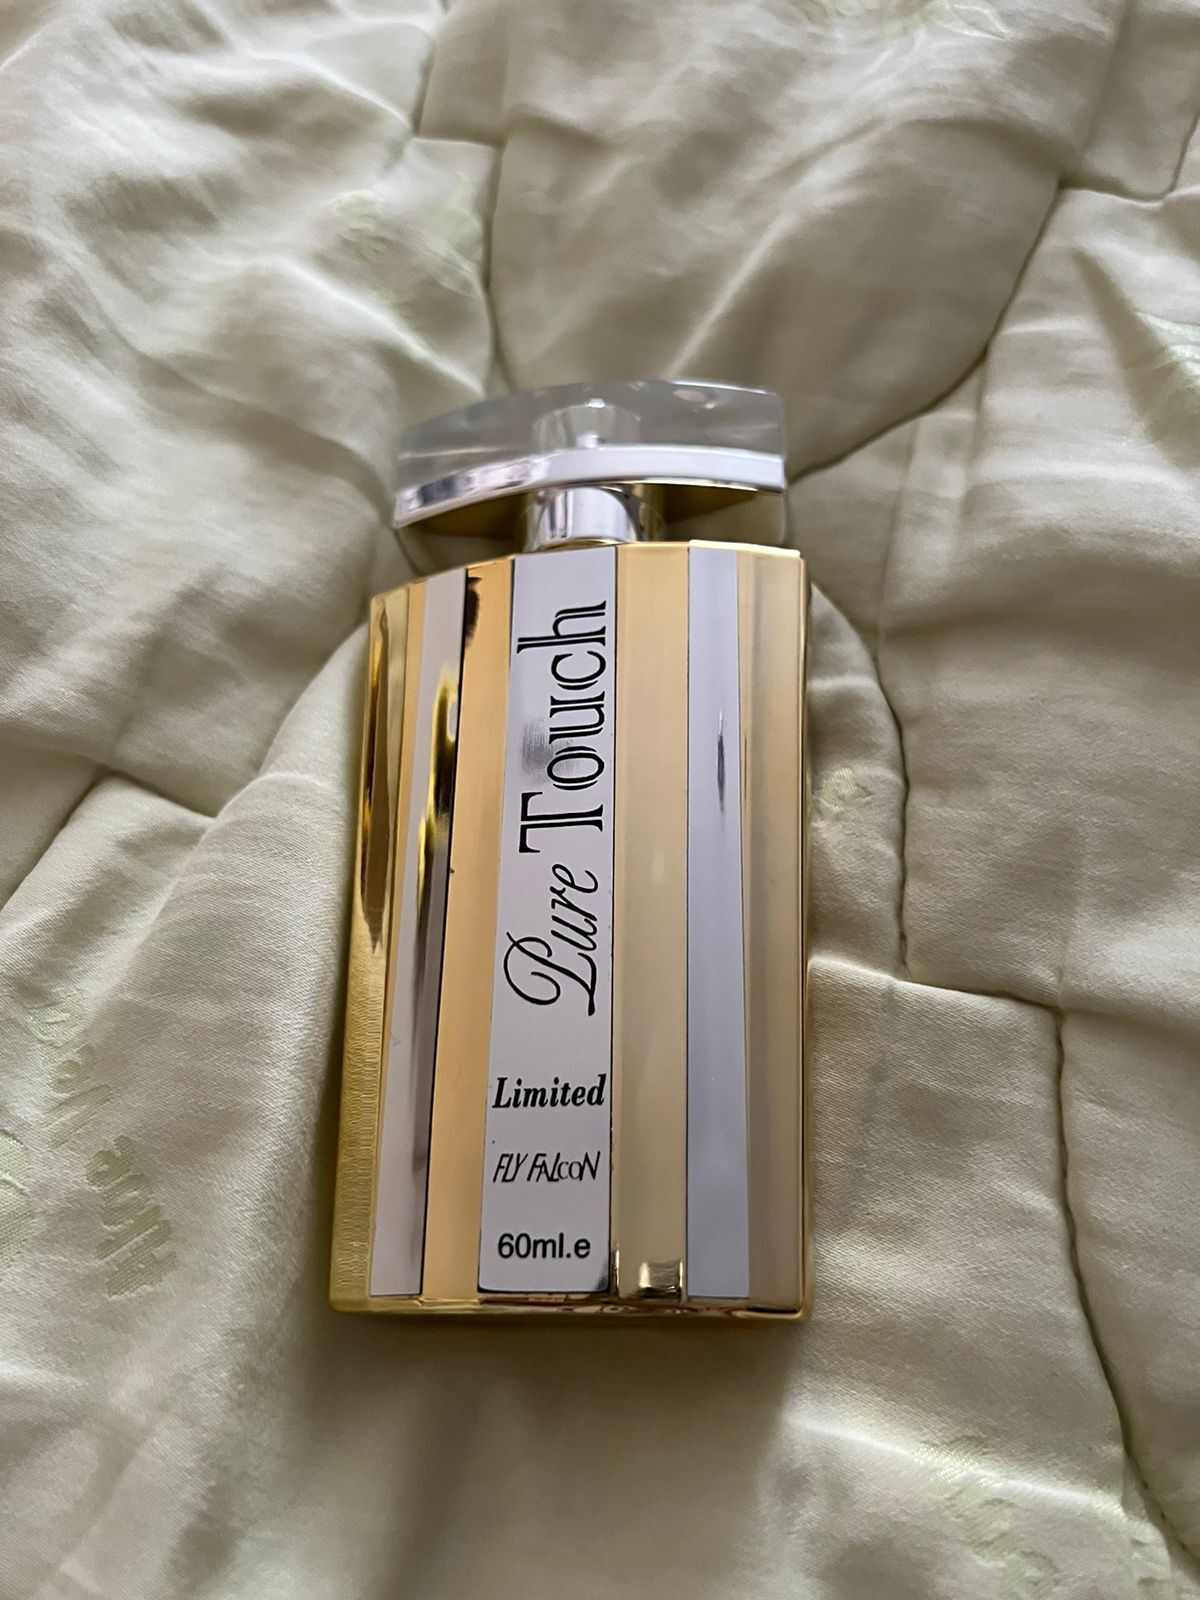 Pure Touch
Limited
FLY FALCON
60ml.e